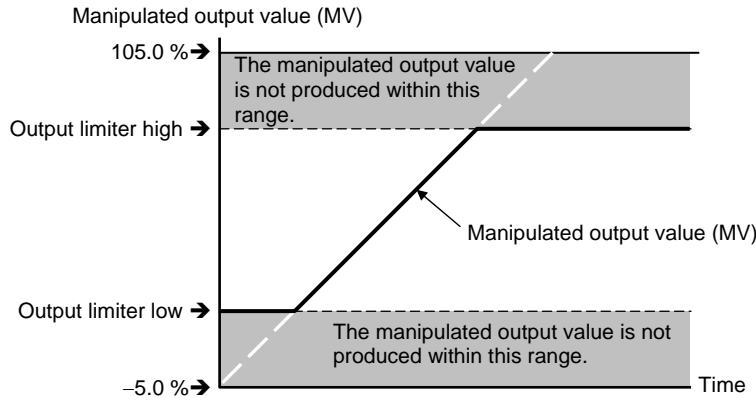 Manipulated output value (MV)
105.0 %➔
The manipulated output value
is not produced within this
range.
Output limiter high ➔
Manipulated output value (MV)
Output limiter low ➔
The manipulated output value is not
produced within this range.
−5.0 %➔
Time